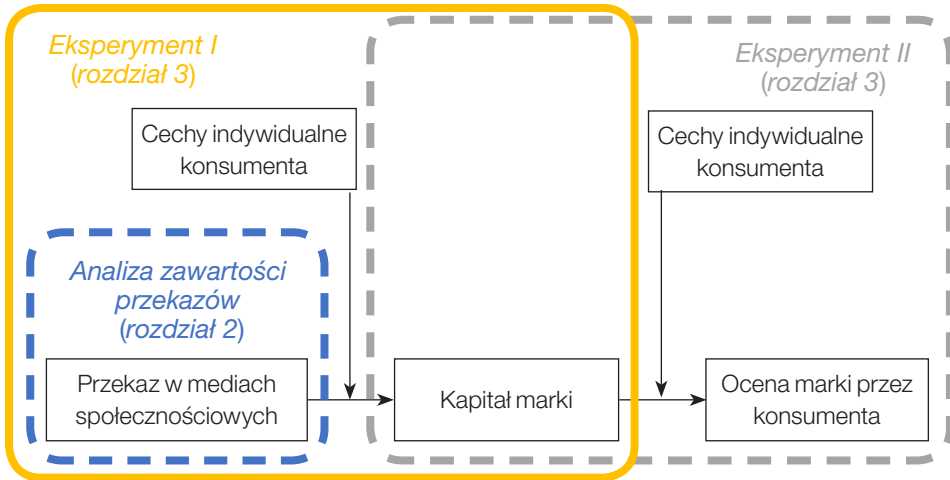 Eksperyment I
(rozdział 3)
Eksperyment II
(rozdział 3)
Cechy indywidualne
konsumenta
Cechy indywidualne
konsumenta
Analiza zawartości
przekazów
(rozdział 2)
Przekaz w mediach
społecznościowych
Kapitał marki
Ocena marki przez
konsumenta